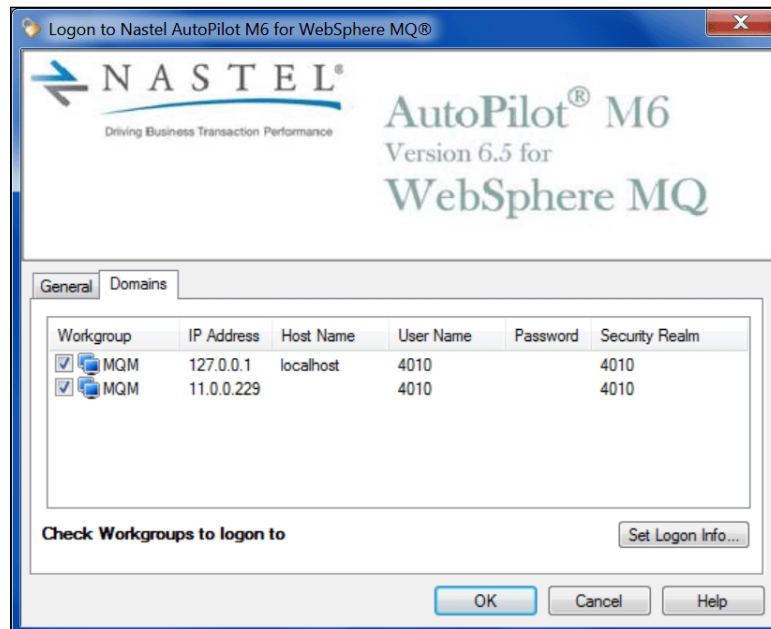 Logon to Nastel AutoPilot M6 for WebSphere MQ®
X
NASTEL®
Driving Business Transaction Performance
AutoPilot® M6
Version 6.5 for
WebSphere MQ
General Domains
Workgroup IP Address Host Name User Name Password Security Realm
MQM 127.0.0.1 localhost 4010 4010
MQM 11.0.0.229 4010 4010
Check Workgroups to logon to
Set Logon Info...
OK Cancel Help